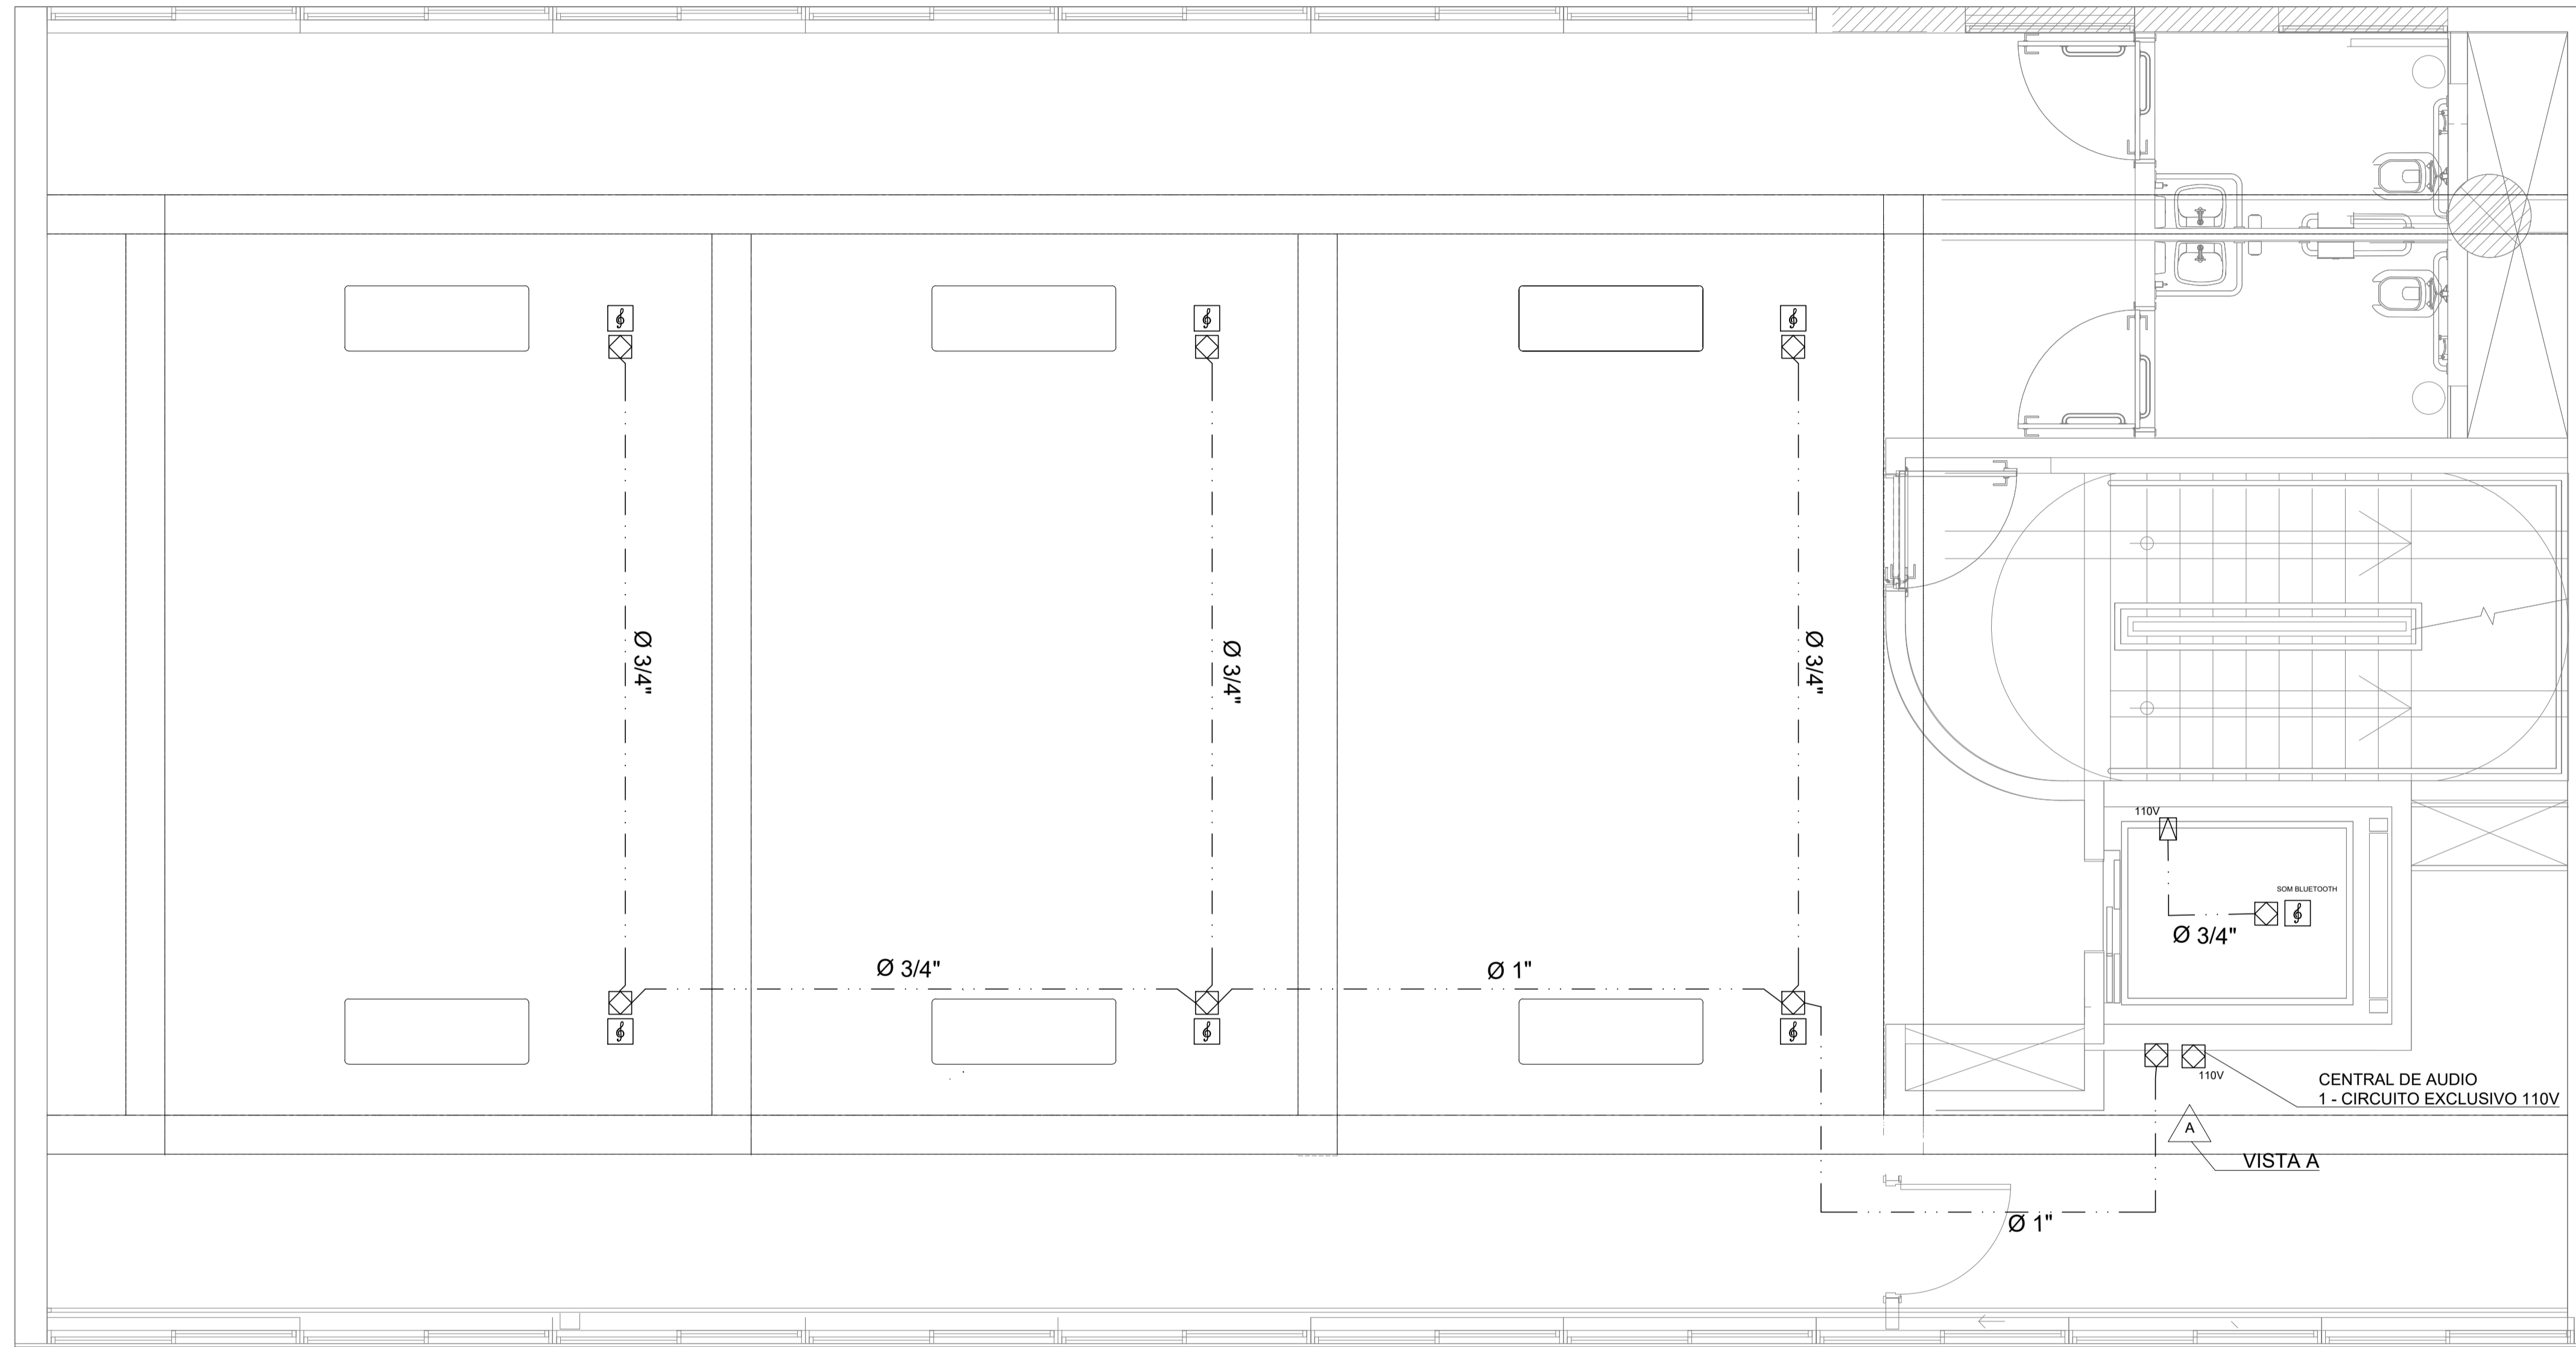 Ø 3/4"
Ø 3/4"
Ø 3/4"
110V
SOM BLUETOOTH
Ø 3/4"
Ø 3/4"
Ø 1"
110V
CENTRAL DE AUDIO
1 - CIRCUITO EXCLUSIVO 110V
A
VISTA A
Ø 1"